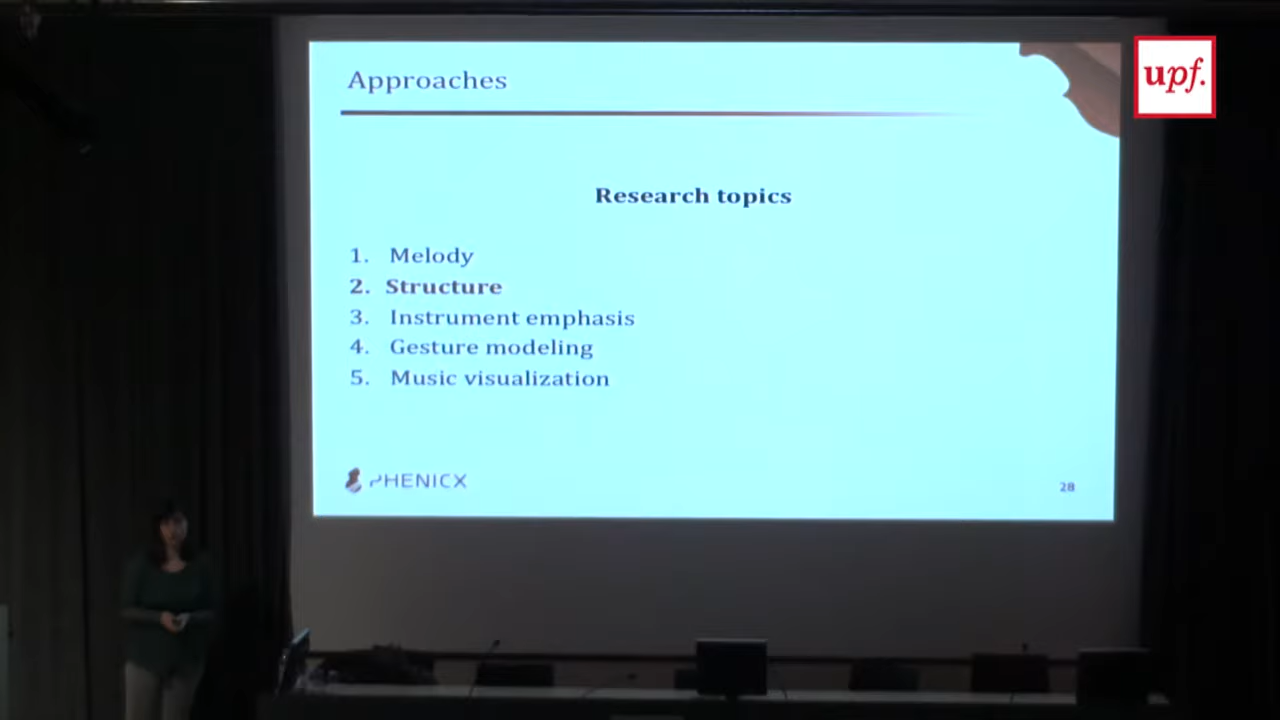 Approaches
upf.
Research topics
1. Melody
2. Structure
3. Instrument emphasis
4. Gesture modeling
5. Music visualization
PHENICX
28